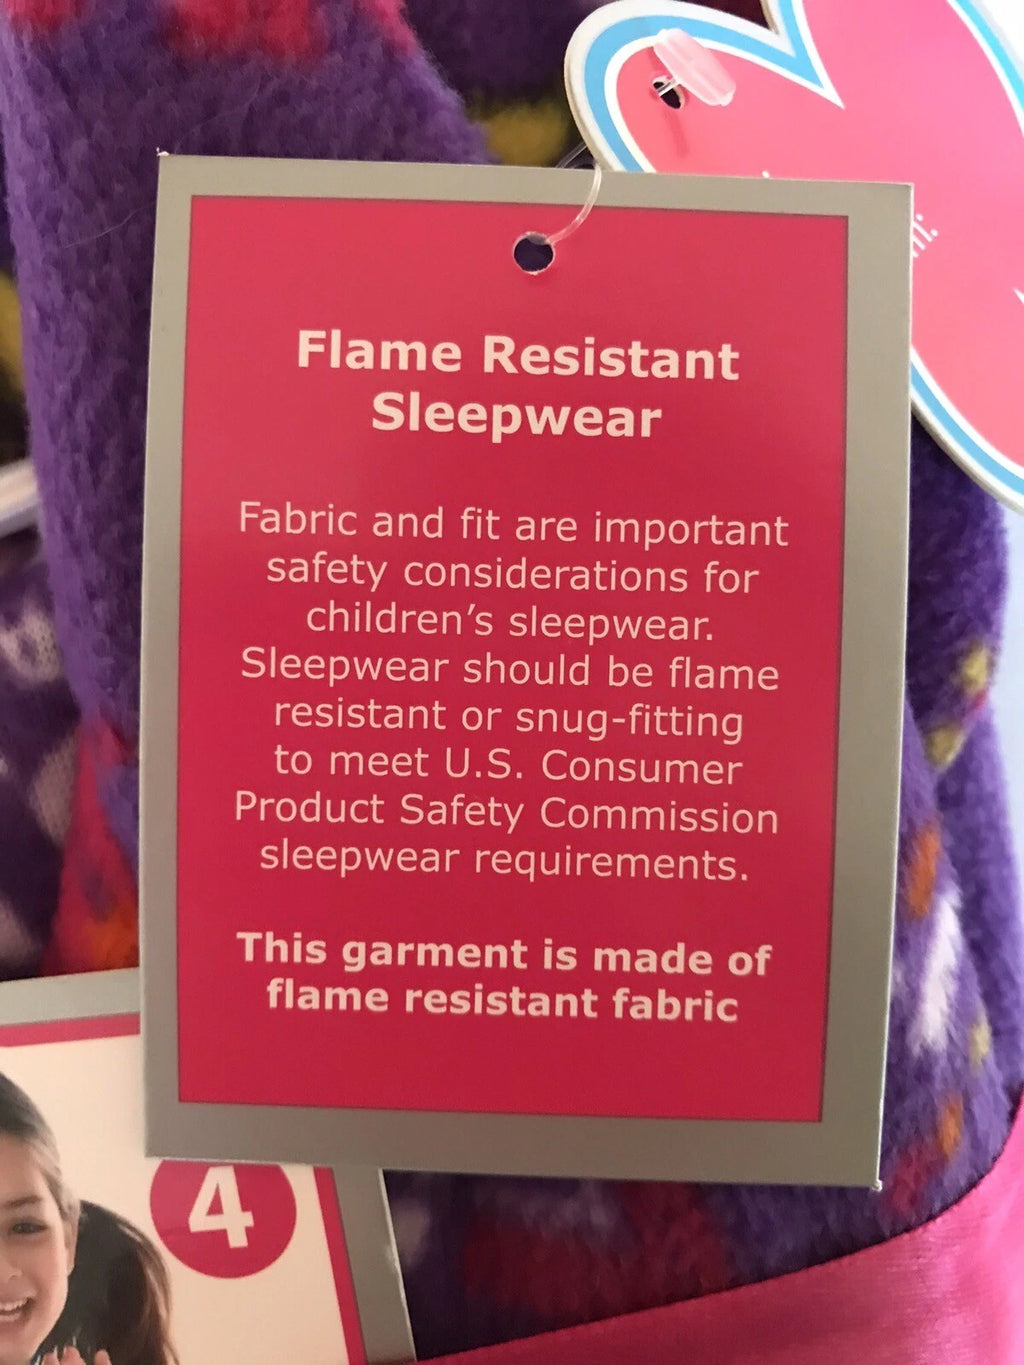 Flame Resistant
Sleepwear
Fabric and fit are important
safety considerations for
children's sleepwear.
Sleepwear should be flame
resistant or snug-fitting
to meet U.S. Consumer
Product Safety Commission
sleepwear requirements.
This garment is made of
flame resistant fabric
4